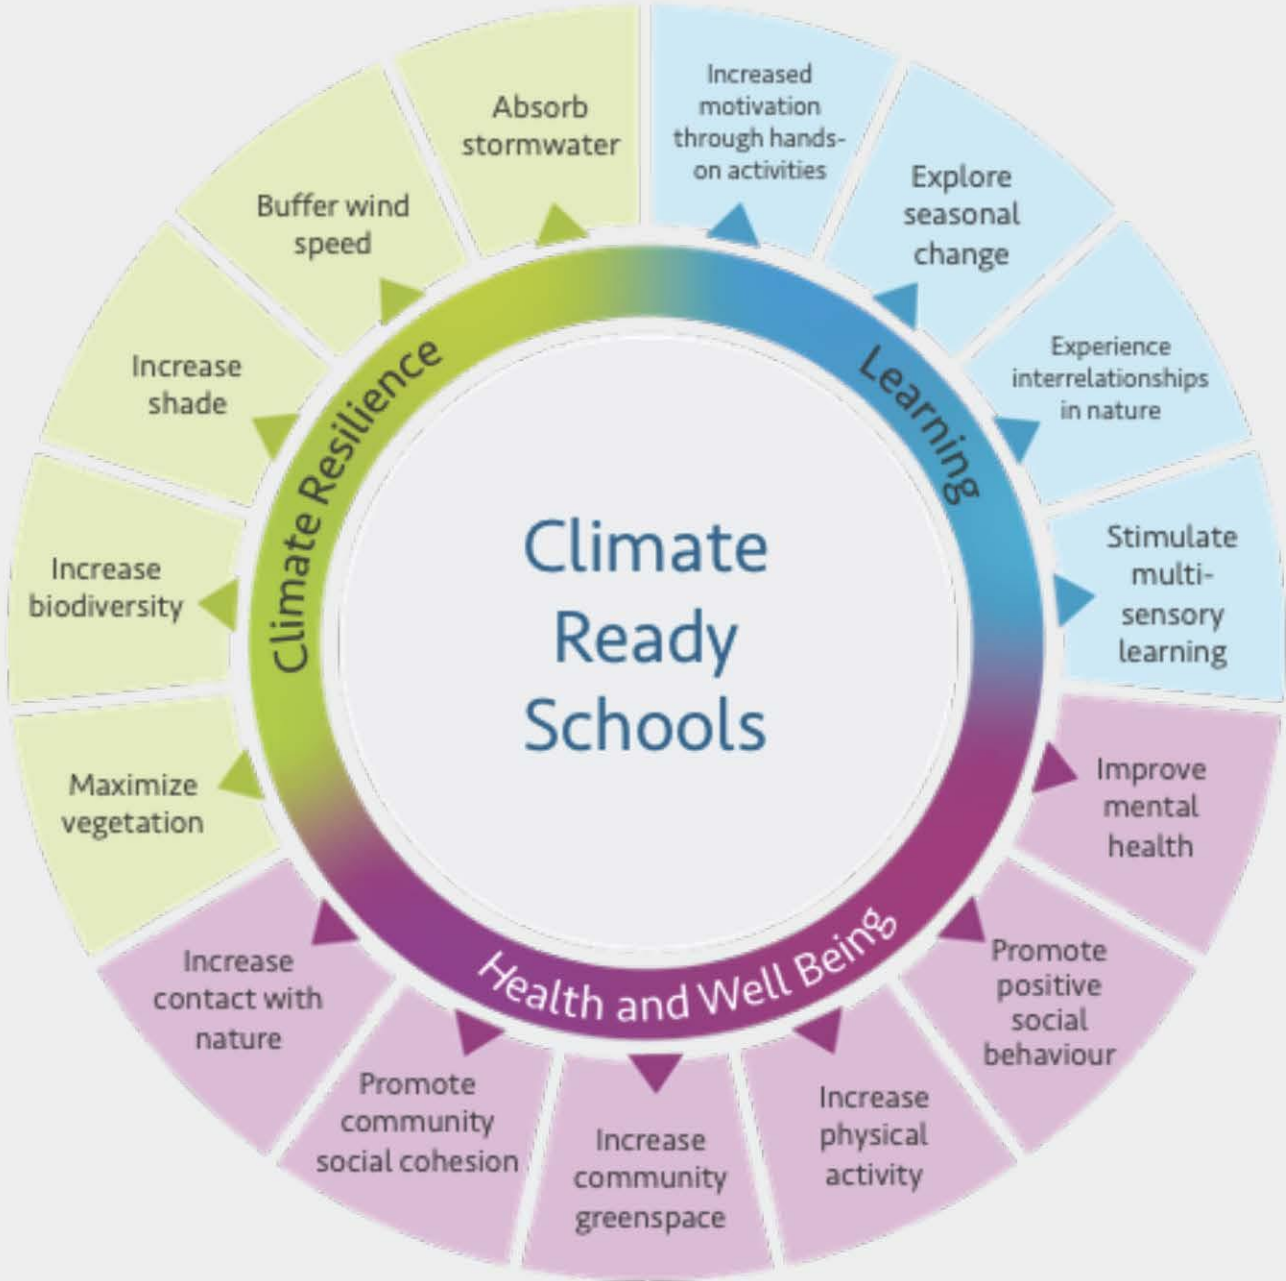 Climate
Ready
Schools
Learning
Increased
motivation
through hands-
on activities
Explore
seasonal
change
Experience
interrelationships
in nature
Stimulate
multi-
sensory
learning
Health and Well Being
Improve
mental
health
Promote
positive
social
behaviour
Increase
physical
activity
Increase
community
greenspace
Promote
community
social cohesion
Increase
contact with
nature
Climate Resilience
Maximize
vegetation
Increase
biodiversity
Increase
shade
Buffer wind
speed
Absorb
stormwater